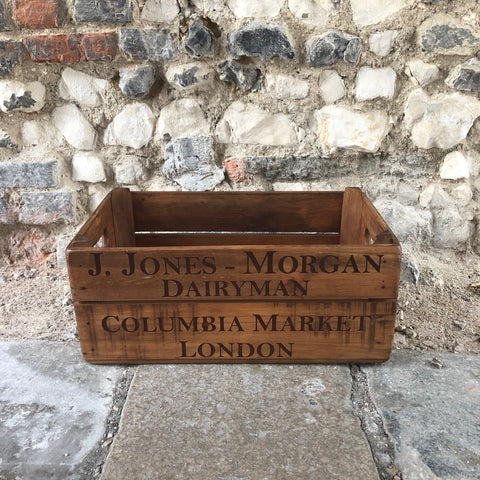 J. JONES - MORGAN
DAIRYMAN
COLUMBIA MARKET
LONDON